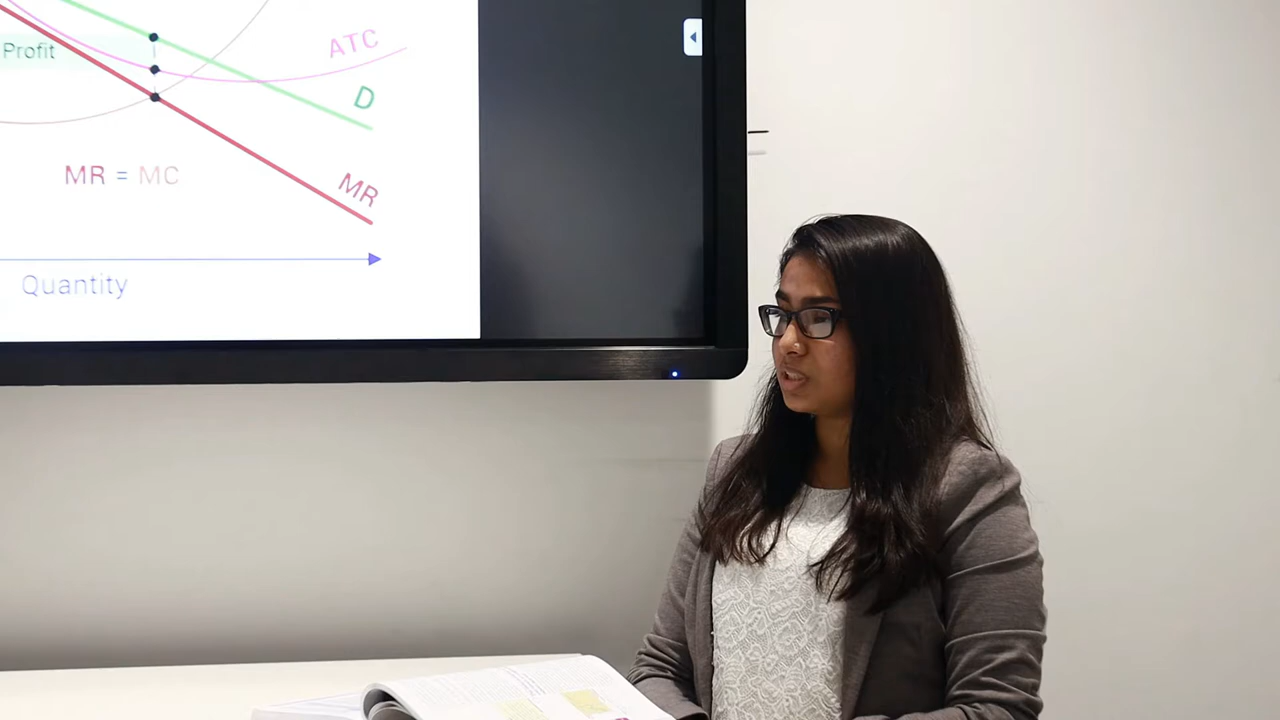 ATC
Profit
D
MR = MC
MR
Quantity